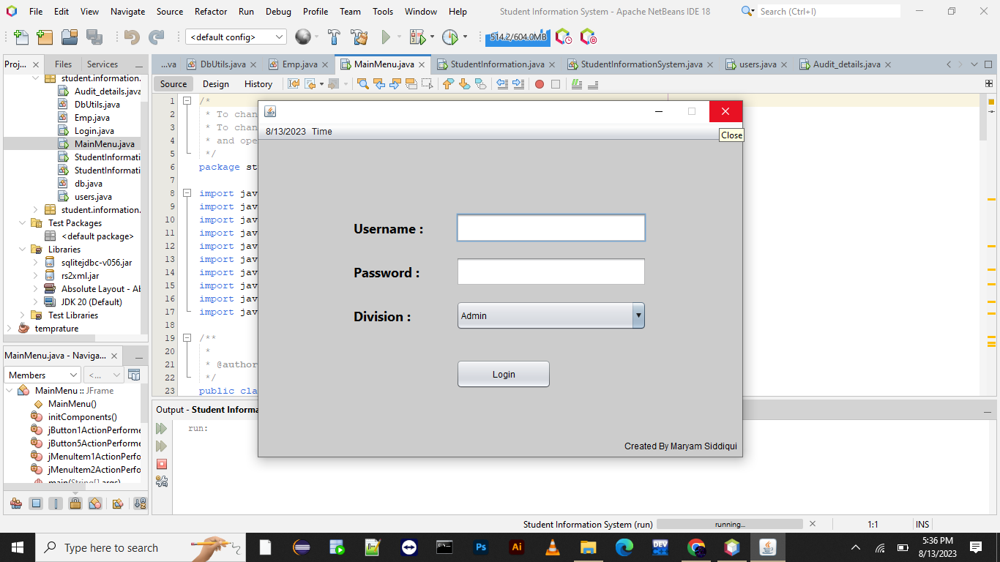 File Edit View Navigate Source Refactor Run Debug Profile Team Tools Window Help
Student Information System - Apache NetBeans IDE 18
Search (Ctrl+I)
<default config>
514.2/604.0MB
Proj... Files Services
...va DbUtils.java Emp.java MainMenu.java StudentInformation.java StudentInformationSystem.java users.java Audit_details.java
Source Design History
student.information.
Audit_details.java
DbUtils.java
Emp.java
Login.java
MainMenu.java
StudentInformati
StudentInformati
db.java
users.java
student.information.
Test Packages
<default package>
Libraries
sqlitejdbc-v056.jar
rs2xml.jar
Absolute Layout - Al
JDK 20 (Default)
Test Libraries
temprature
1 /*
2 * To chan
3 * To chan
4 * and ope
5 */
6 package st
7
8 import jav
9 import jav
10 import jav
11 import jav
12 import jav
13 import jav
14 import jav
15 import jav
16 import jav
17 import jav
18
19 /**
20 *
21 * @author
22 */
23 public cla
8/13/2023 Time
Close
Username :
Password :
Division :
Admin
Login
Created By Maryam Siddiqui
MainMenu.java - Naviga...
Members
<...
MainMenu :: JFrame
MainMenu()
initComponents()
jButton1ActionPerforme
jButton5ActionPerforme
jMenuItem1ActionPerfo
jMenuItem2ActionPerfo
main(String[] args)
Output - Student Informa
run:
Student Information System (run)
running...
1:1
INS
Type here to search
Ps
Ai
DEV
C++
5:36 PM
8/13/2023